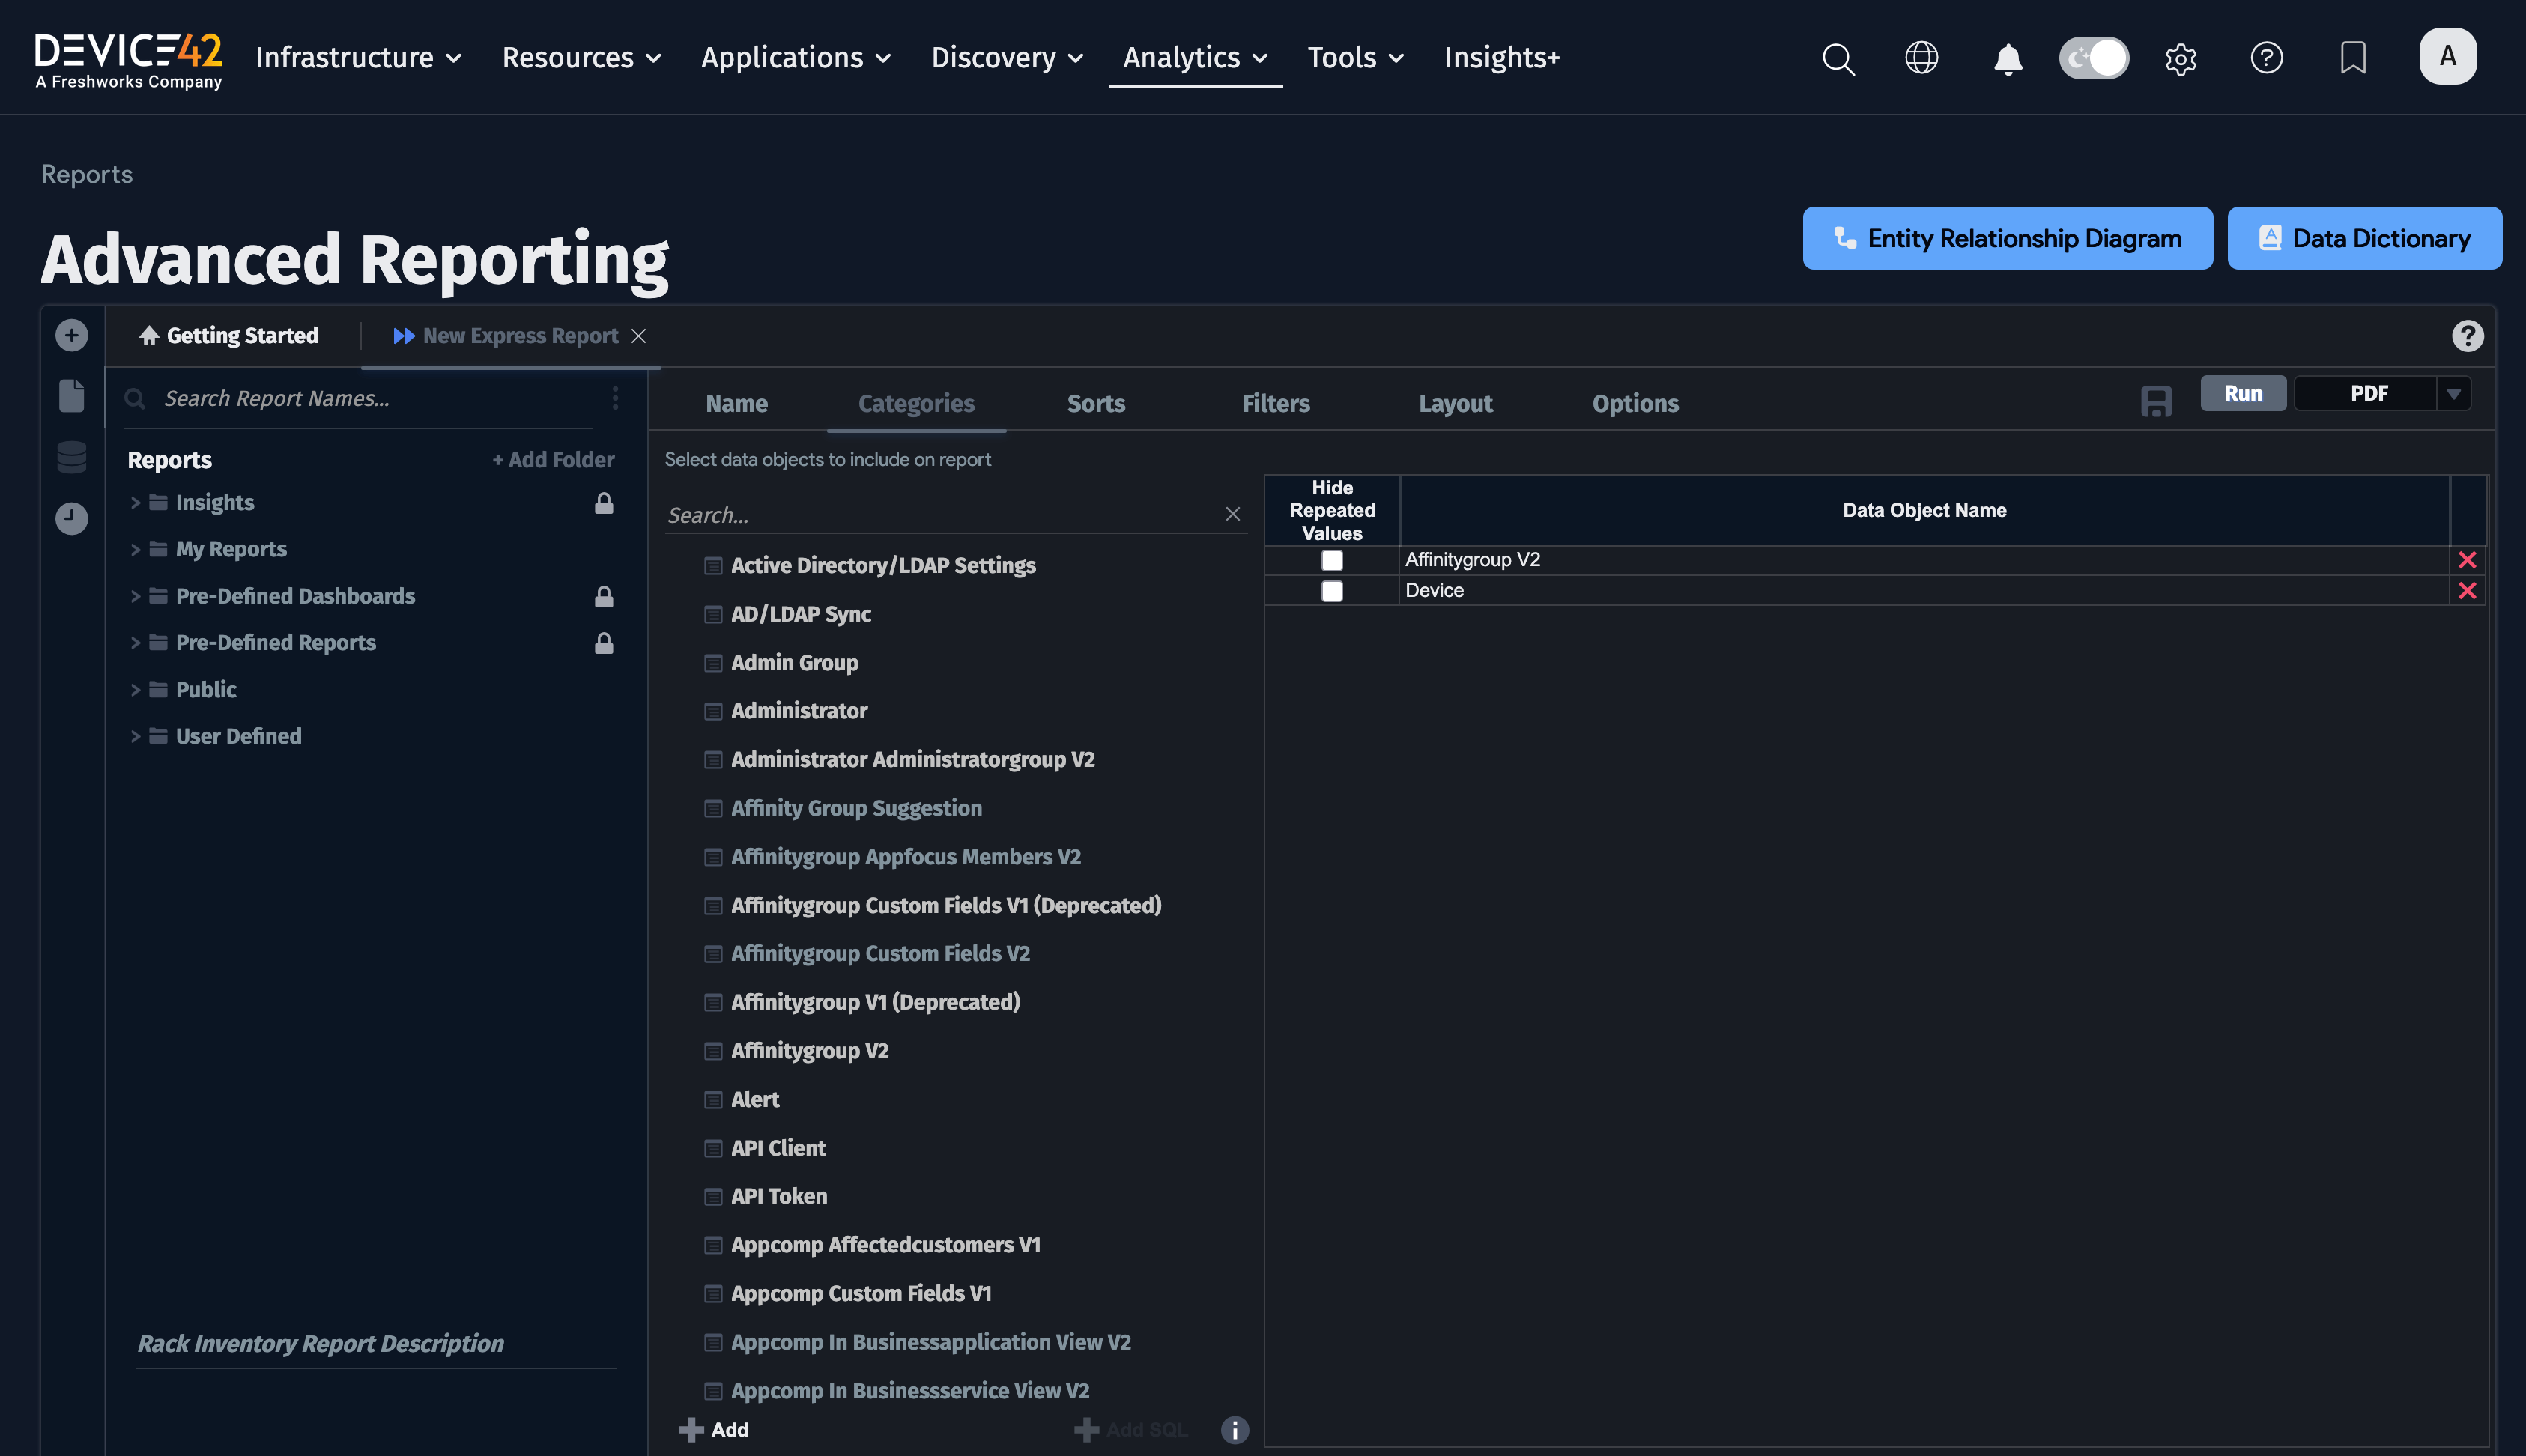 DEVICE42
A Freshworks Company
Infrastructure
Resources
Applications
Discovery
Analytics
Tools
Insights+
A
Reports
Advanced Reporting
Entity Relationship Diagram
Data Dictionary
Getting Started
New Express Report
Search Report Names...
Reports
+ Add Folder
Insights
My Reports
Pre-Defined Dashboards
Pre-Defined Reports
Public
User Defined
Rack Inventory Report Description
Name
Categories
Sorts
Filters
Layout
Options
Run
PDF
Select data objects to include on report
Search...
Active Directory/LDAP Settings
AD/LDAP Sync
Admin Group
Administrator
Administrator Administratorgroup V2
Affinity Group Suggestion
Affinitygroup Appfocus Members V2
Affinitygroup Custom Fields V1 (Deprecated)
Affinitygroup Custom Fields V2
Affinitygroup V1 (Deprecated)
Affinitygroup V2
Alert
API Client
API Token
Appcomp Affectedcustomers V1
Appcomp Custom Fields V1
Appcomp In Businessapplication View V2
Appcomp In Businessservice View V2
Add
Add SQL
Hide
Repeated
Values
Data Object Name
Affinitygroup V2
Device